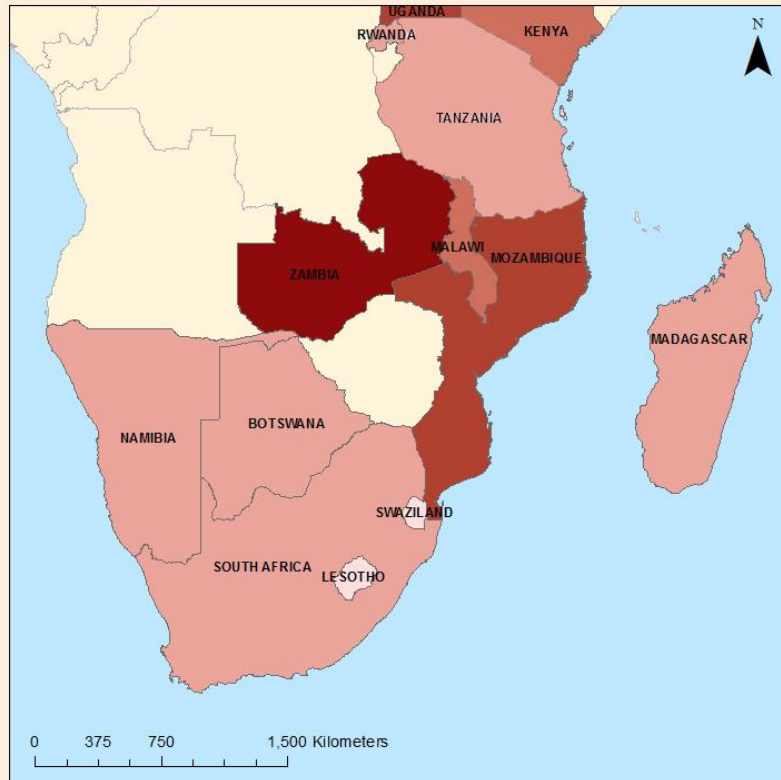 UGANDA
N
RWANDA
KENYA
TANZANIA
MALAWI
MOZAMBIQUE
ZAMBIA
MADAGASCAR
NAMIBIA
BOTSWANA
SWAZILAND
SOUTH AFRICA
LESOTHO
0 375 750 1,500 Kilometers